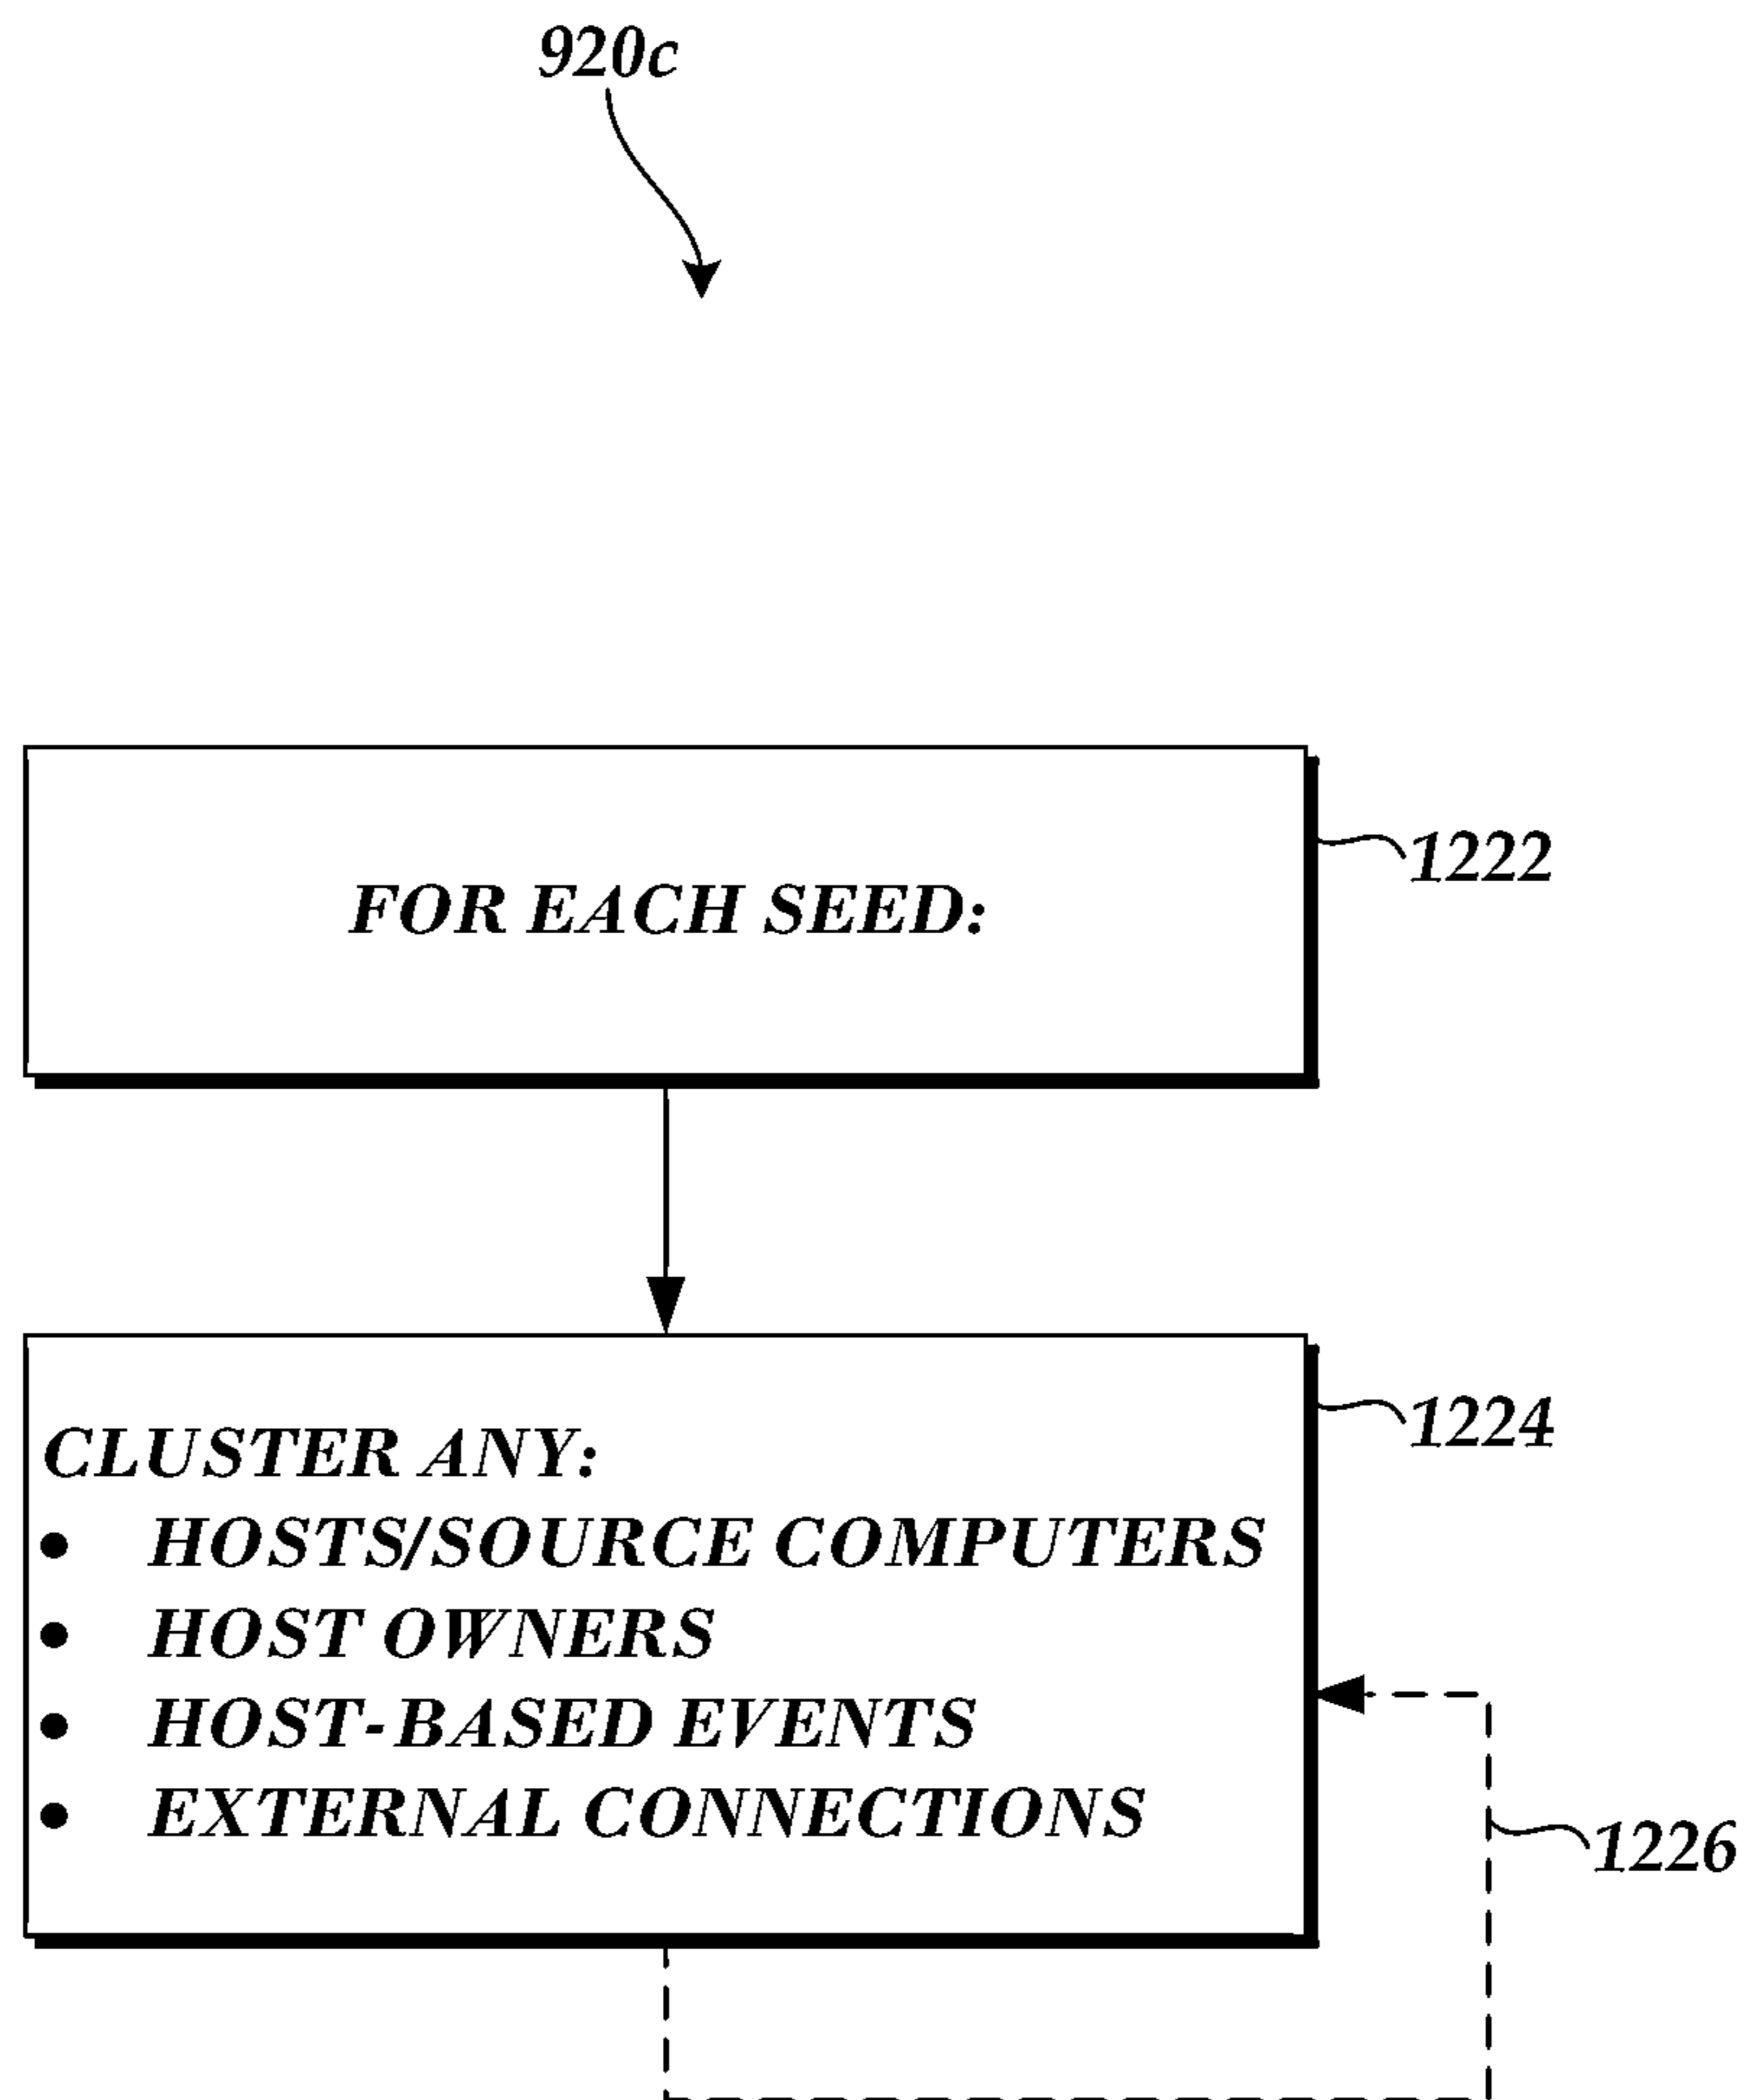 920c
FOR EACH SEED:
1222
CLUSTER ANY:
1224
• HOSTS/SOURCE COMPUTERS
• HOST OWNERS
• HOST-BASED EVENTS
• EXTERNAL CONNECTIONS
1226